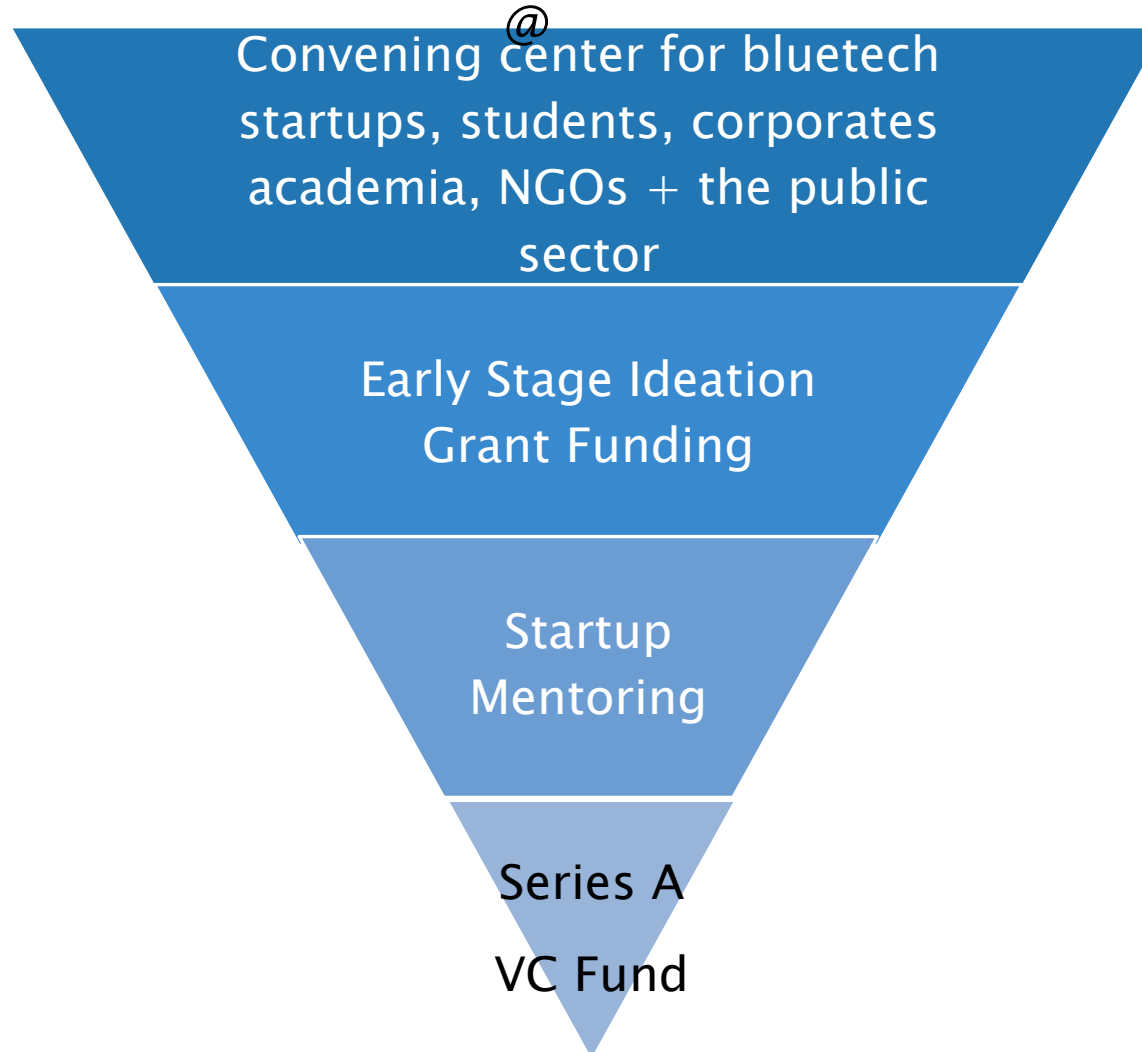 @
Convening center for bluetech
startups, students, corporates
academia, NGOs + the public
sector
Early Stage Ideation
Grant Funding
Startup
Mentoring
Series A
VC Fund